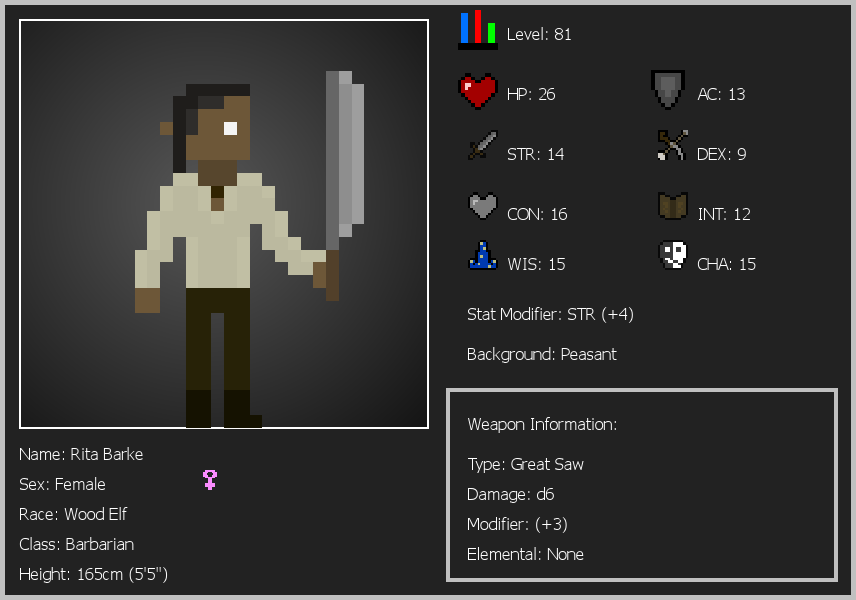 Level: 81
HP: 26
AC: 13
STR: 14
DEX: 9
CON: 16
INT: 12
WIS: 15
CHA: 15
Stat Modifier: STR (+4)
Background: Peasant
Weapon Information:
Type: Great Saw
Damage: d6
Modifier: (+3)
Elemental: None
Name: Rita Barke
Sex: Female
Race: Wood Elf
Class: Barbarian
Height: 165cm (5'5")